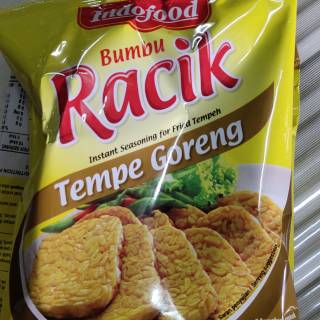 Indofood
Bumbu
Racik
Instant Seasoning for Fried Tempeh
Tempe Goreng